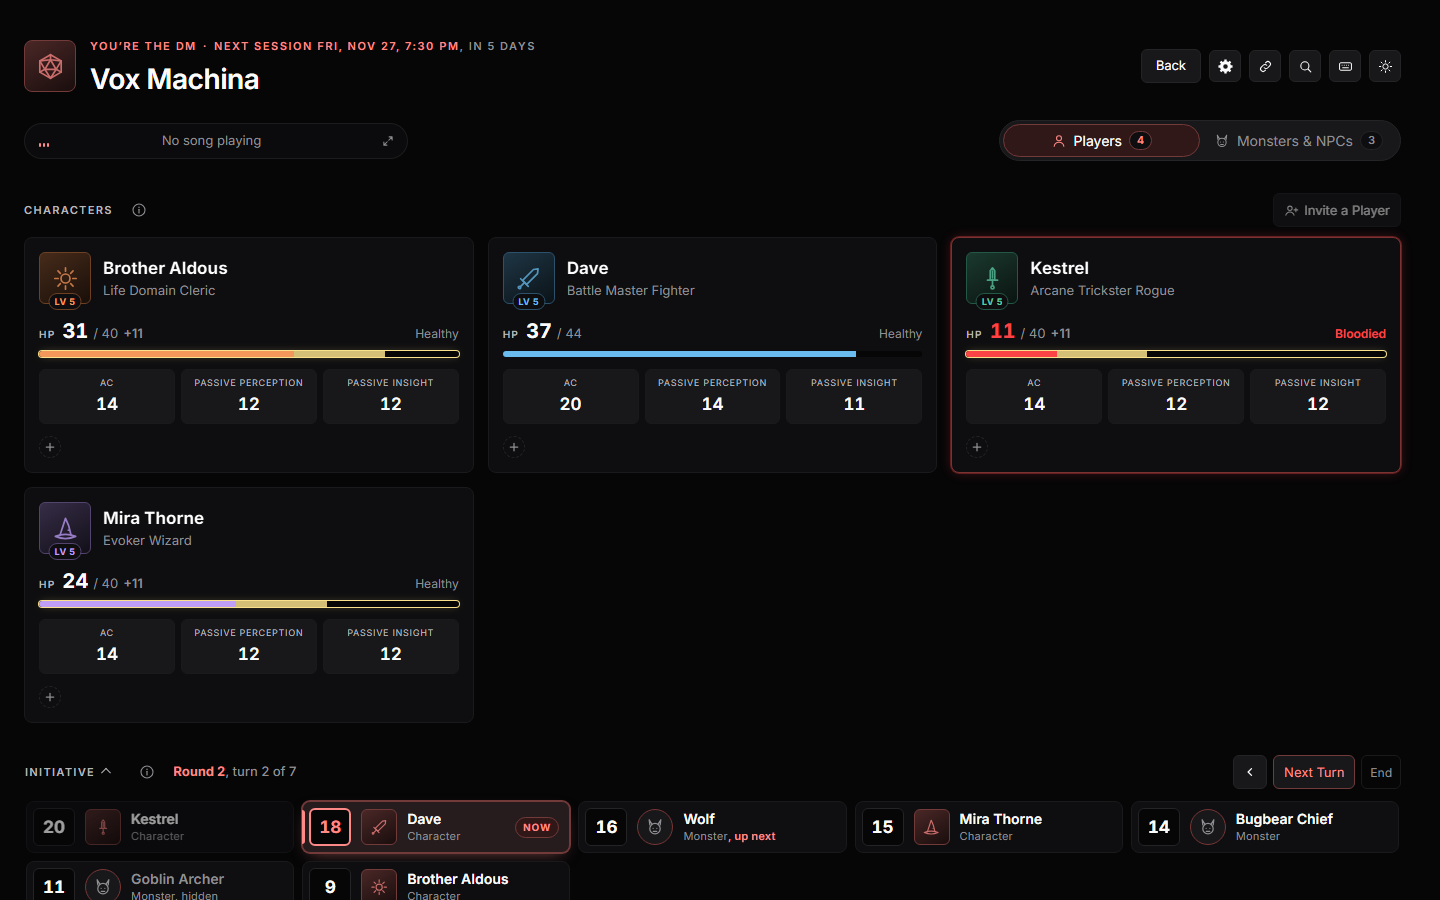 YOU'RE THE DM · NEXT SESSION FRI, NOV 27, 7:30 PM, IN 5 DAYS
Vox Machina
Back
No song playing
Players 4
Monsters & NPCs 3
CHARACTERS
Invite a Player
Brother Aldous
Life Domain Cleric
LV 5
HP 31 / 40 +11
Healthy
AC
14
PASSIVE PERCEPTION
12
PASSIVE INSIGHT
12
Dave
Battle Master Fighter
LV 5
HP 37 / 44
Healthy
AC
20
PASSIVE PERCEPTION
14
PASSIVE INSIGHT
11
Kestrel
Arcane Trickster Rogue
LV 5
HP 11 / 40 +11
Bloodied
AC
14
PASSIVE PERCEPTION
12
PASSIVE INSIGHT
12
Mira Thorne
Evoker Wizard
LV 5
HP 24 / 40 +11
Healthy
AC
14
PASSIVE PERCEPTION
12
PASSIVE INSIGHT
12
INITIATIVE
Round 2, turn 2 of 7
Next Turn
End
20
Kestrel
Character
18
Dave
Character
NOW
16
Wolf
Monster, up next
15
Mira Thorne
Character
14
Bugbear Chief
Monster
11
Goblin Archer
Monster, hidden
9
Brother Aldous
Character